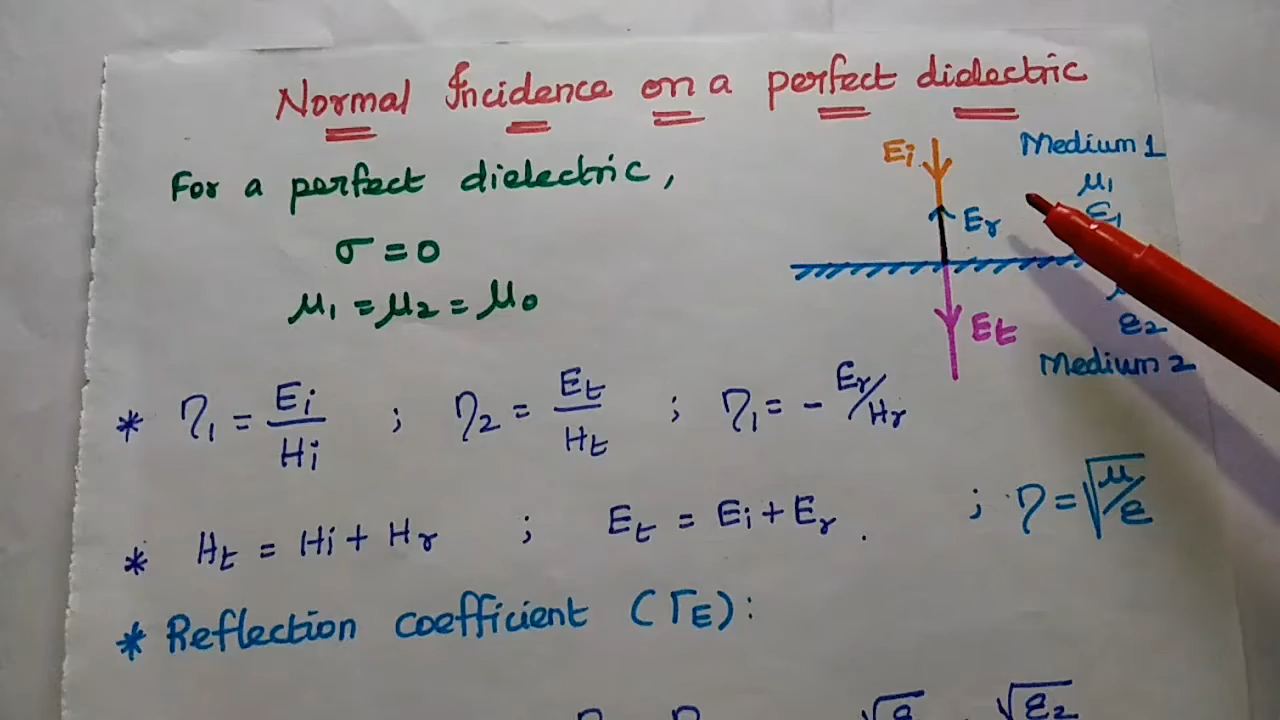 Normal Incidence on a perfect dielectric
For a perfect dielectric,
σ = 0
μ₁ = μ₂ = μ₀
Ei
Er
Et
Medium 1
μ₁
ε₁
ε₂
Medium 2
* η₁ = Ei/Hi ; η₂ = Et/Ht ; η₁ = - Er/Hr
* Ht = Hi + Hr ; Et = Ei + Er . ; η = √μ/ε
* Reflection coefficient (ΓE):